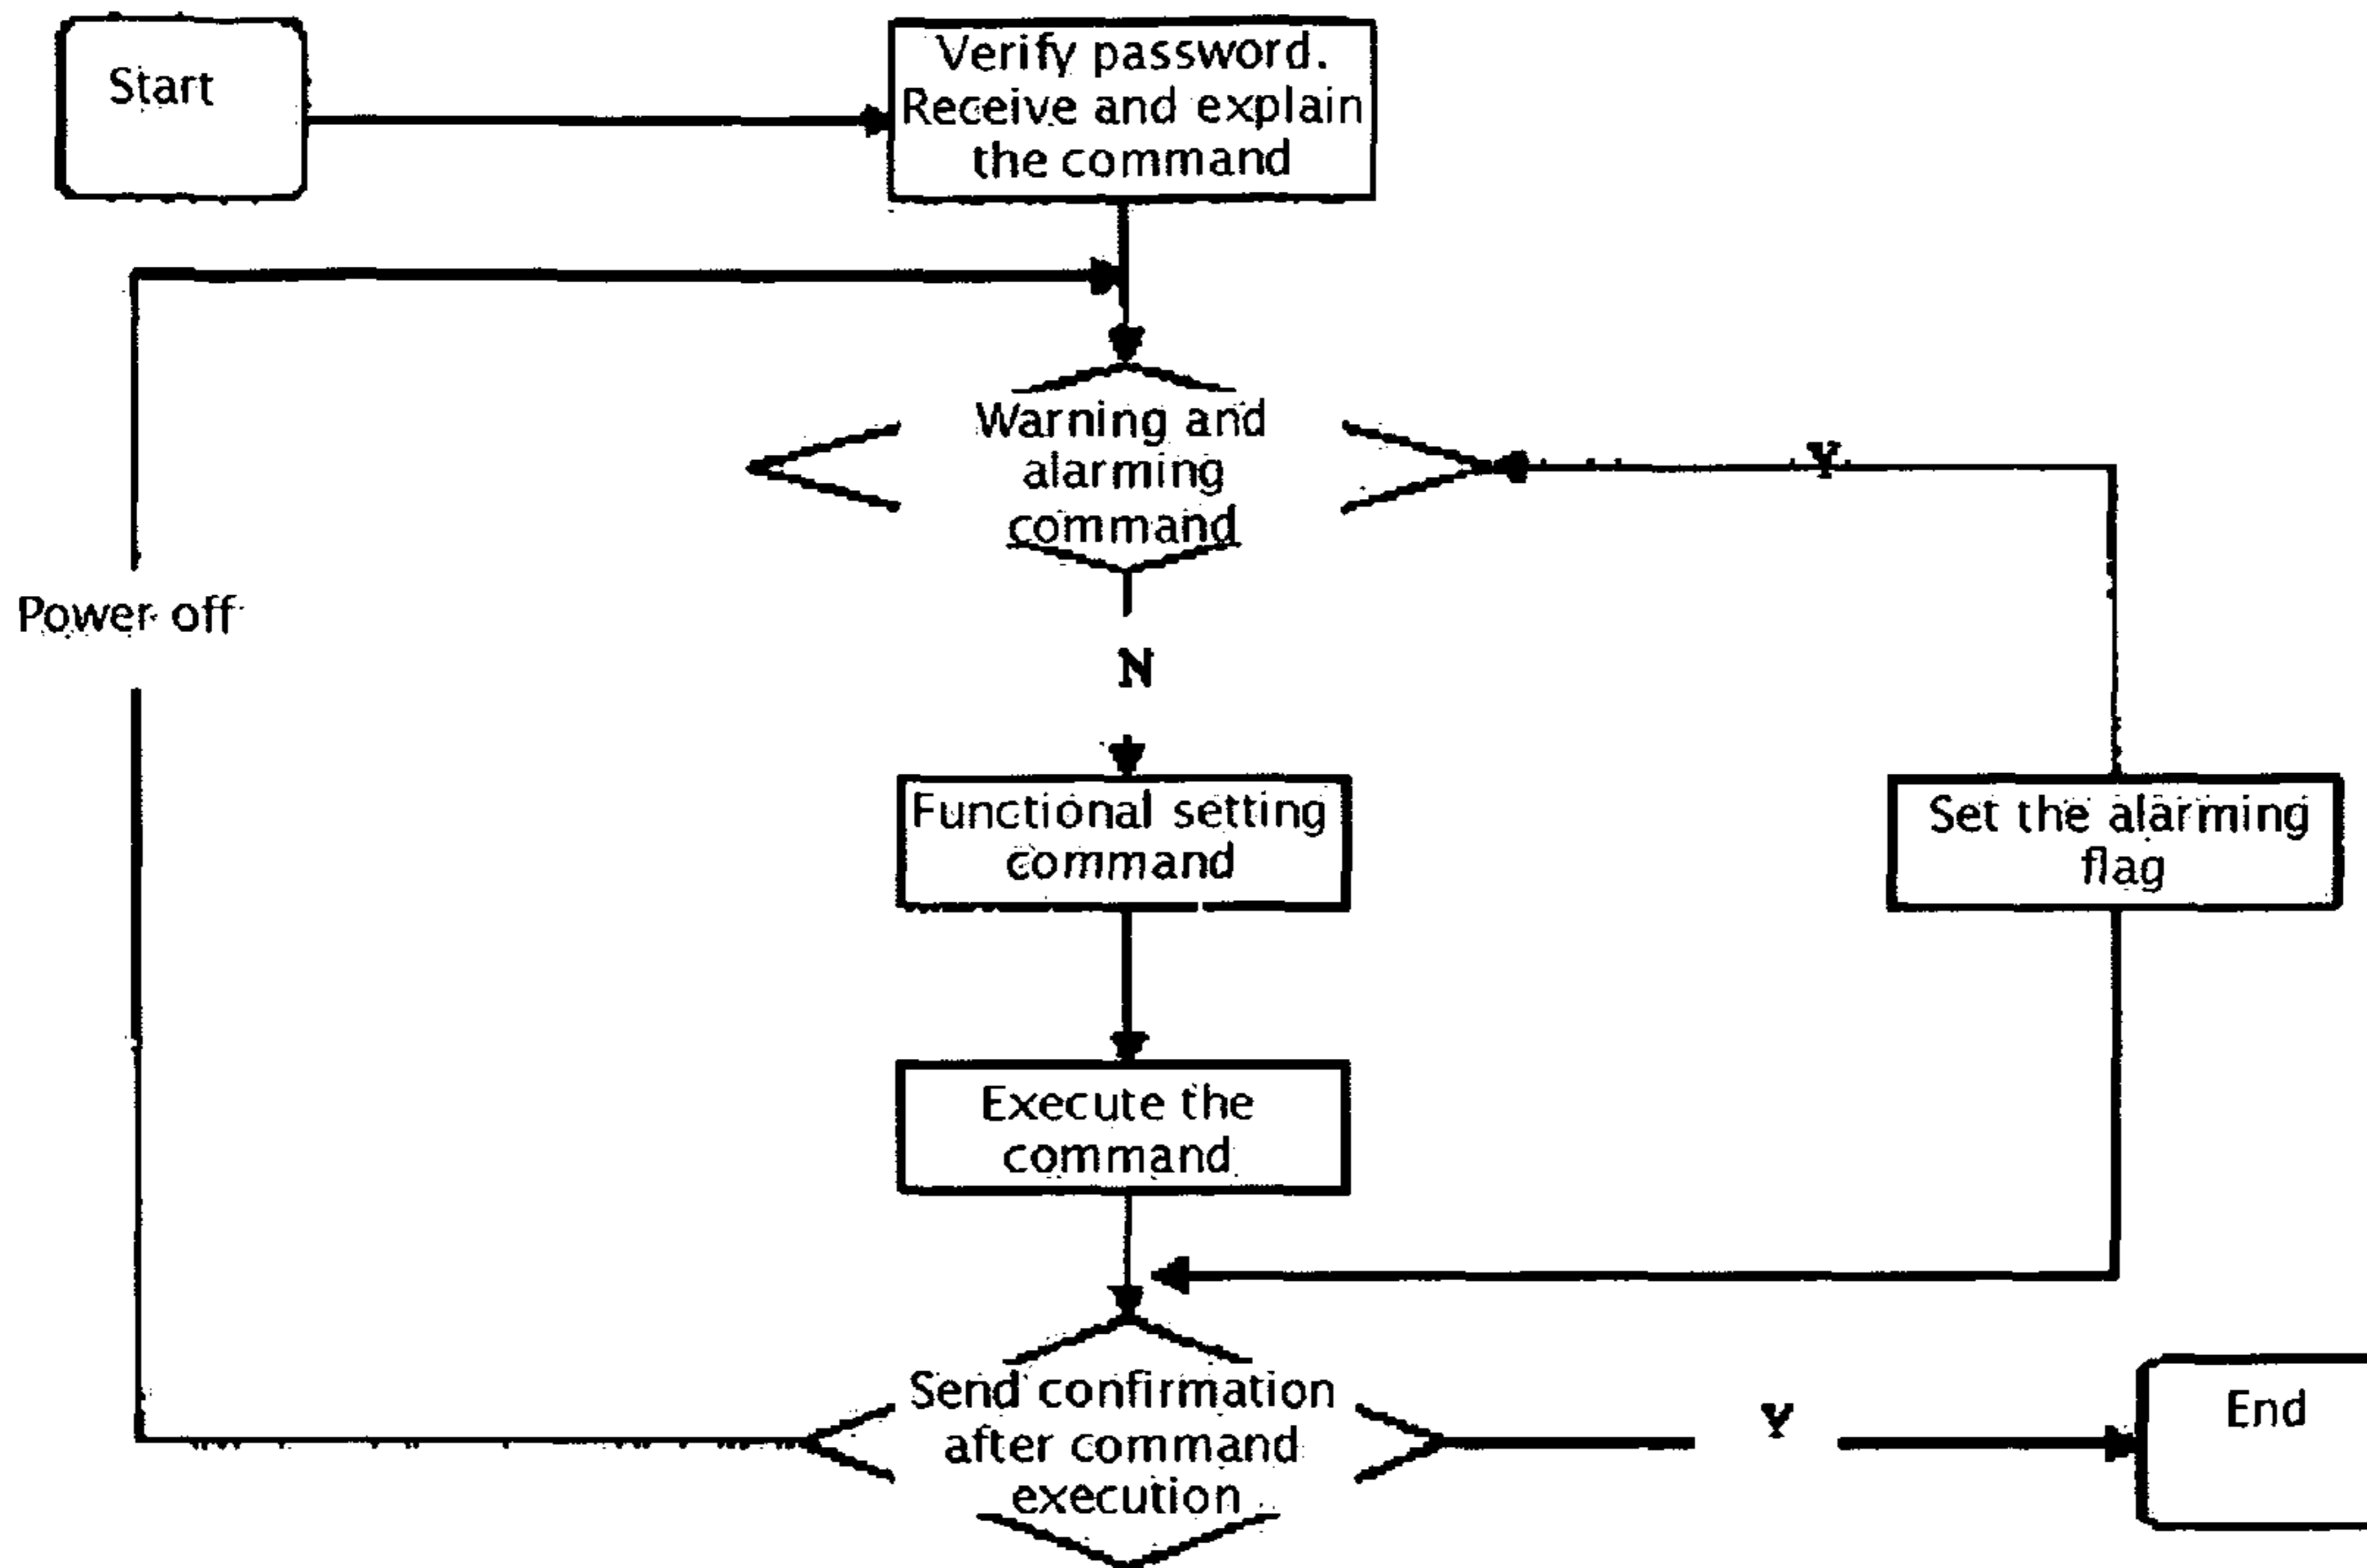 Start
Verify password.
Receive and explain
the command
Warning and
alarming
command
Y
Power off
N
Functional setting
command
Set the alarming
flag
Execute the
command
Send confirmation
after command
execution
Y
End